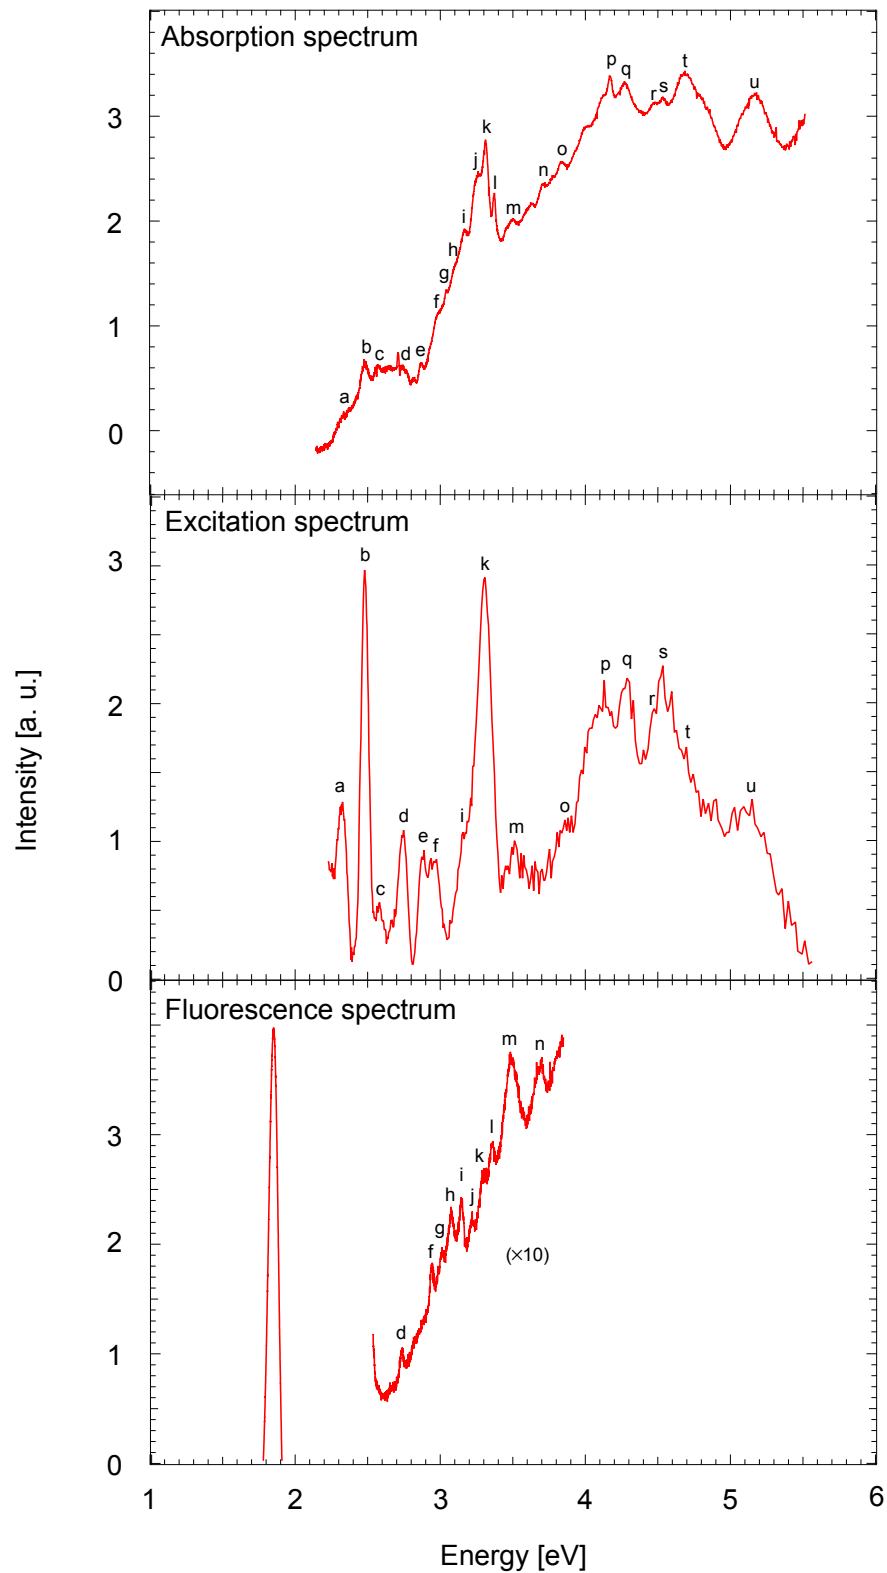 Absorption spectrum
a
b
c
d
e
f
g
h
i
j
k
l
m
n
o
p
q
r
s
t
u
3
2
1
0
Excitation spectrum
a
b
c
d
e
f
i
k
m
o
p
q
r
s
t
u
3
2
1
0
Intensity [a. u.]
Fluorescence spectrum
d
f
g
h
i
j
k
l
m
n
(×10)
3
2
1
0
1 2 3 4 5 6
Energy [eV]